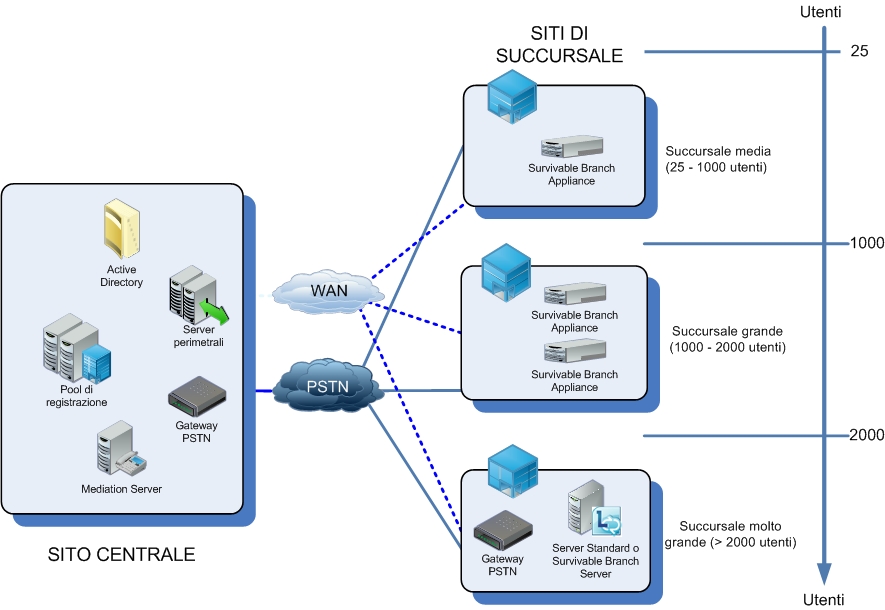 Utenti
SITI DI
SUCCURSALE
25
Survivable Branch
Appliance
Succursale media
(25 - 1000 utenti)
Active
Directory
1000
WAN
Survivable Branch
Appliance
Server
perimetrali
Succursale grande
(1000 - 2000 utenti)
Survivable Branch
Appliance
Pool di
registrazione
PSTN
Gateway
PSTN
2000
Mediation Server
Succursale molto
grande (> 2000 utenti)
SITO CENTRALE
Gateway
PSTN
Server Standard o
Survivable Branch
Server
Utenti